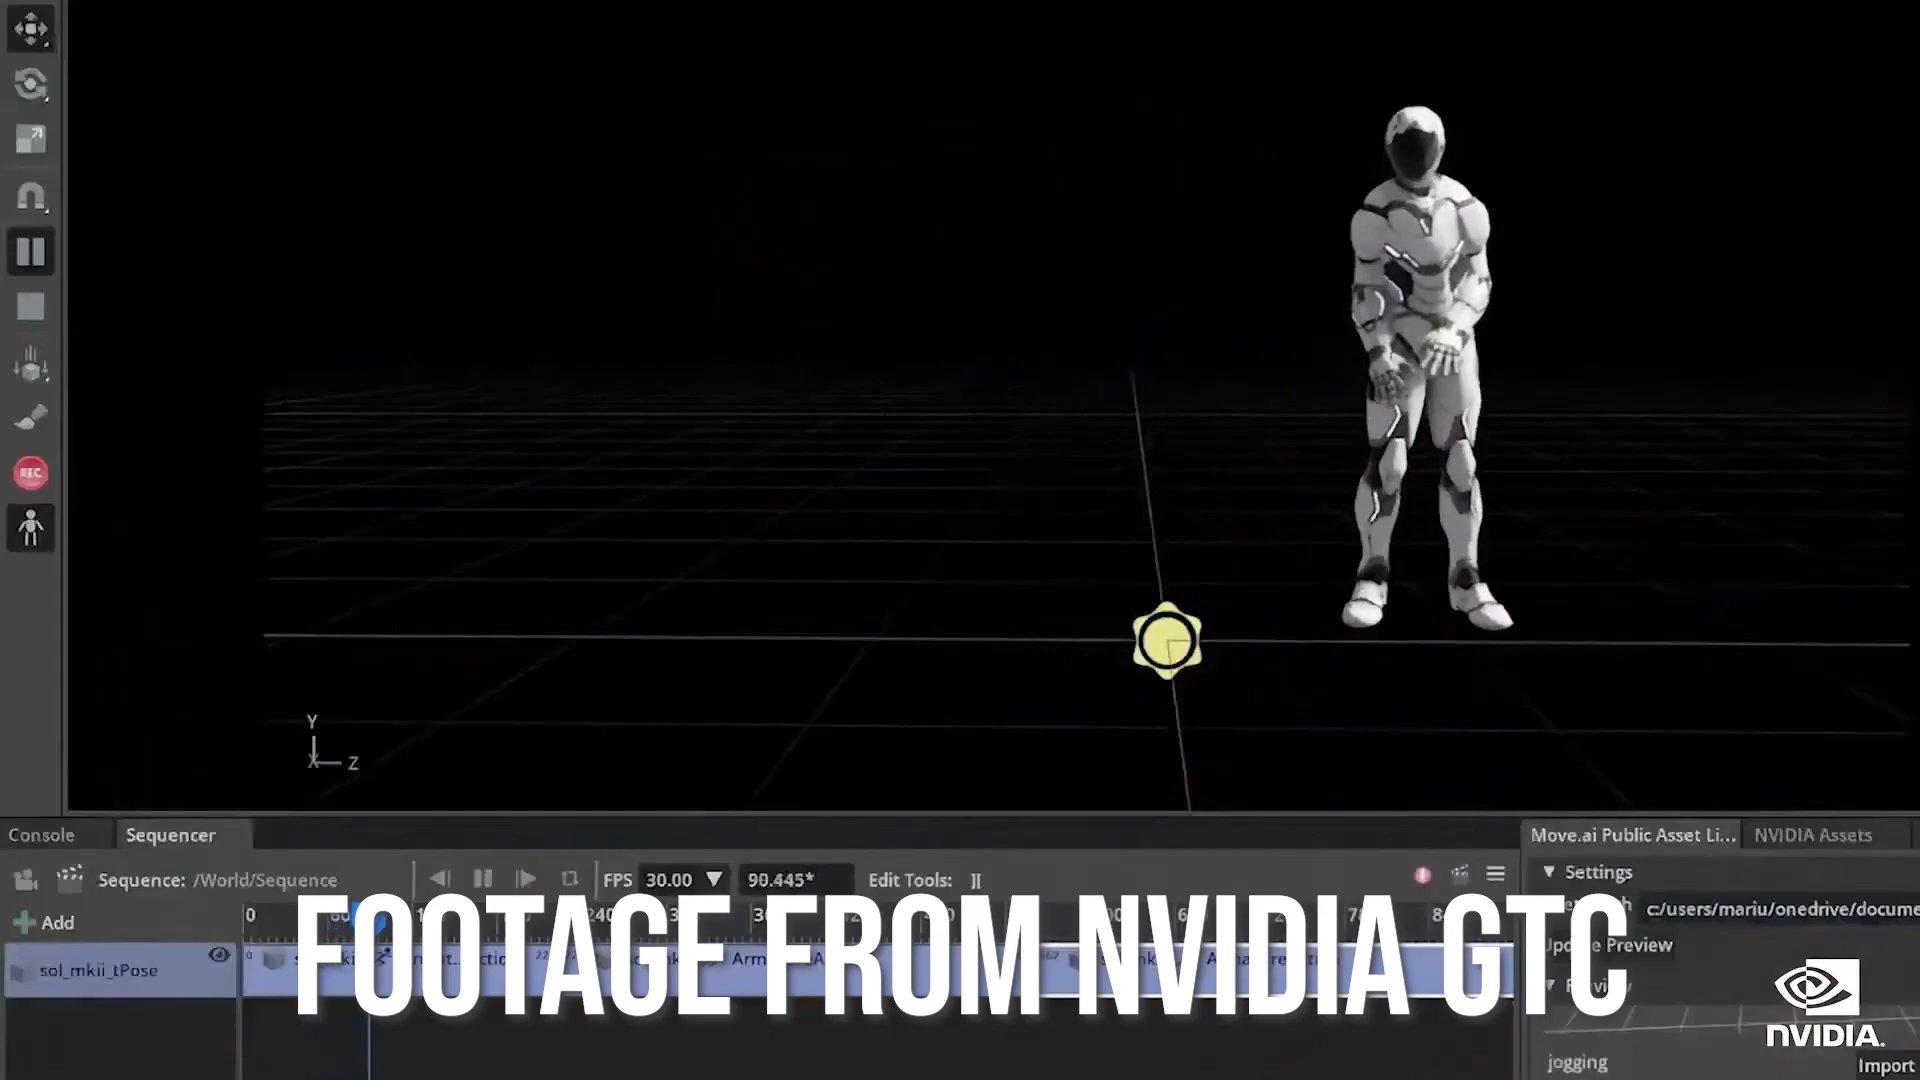 REC
Y
X
Z
Console
Sequencer
Move.ai Public Asset Li...
NVIDIA Assets
Sequence: /World/Sequence
FPS
30.00
90.445*
Edit Tools:
Settings
Add
0
c:/users/mariu/onedrive/docume
Update Preview
sol_mkii_tPose
FOOTAGE FROM NVIDIA GTC
NVIDIA.
jogging
Import